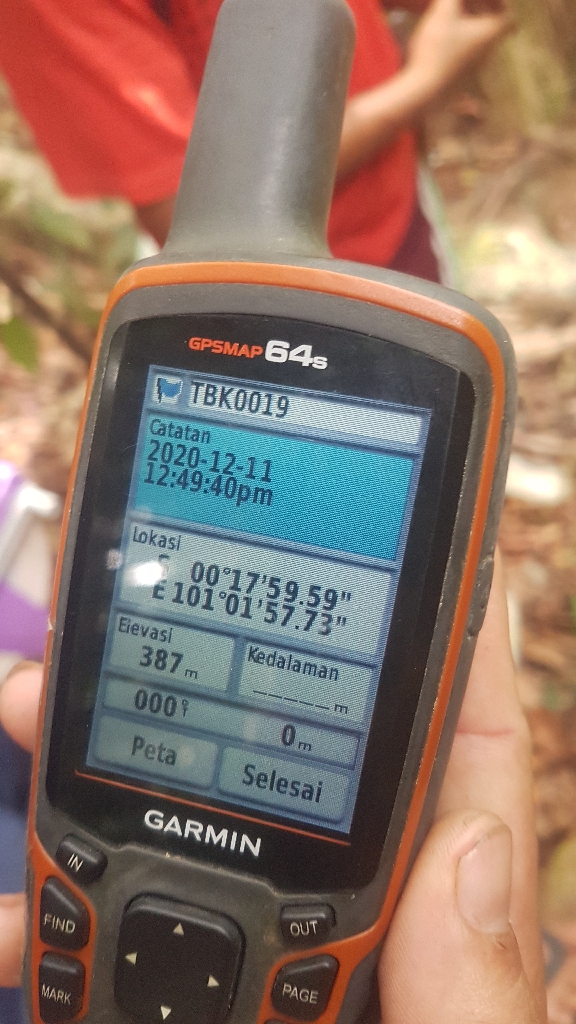 GPSMAP 64s
TBK0019
Catatan
2020-12-11
12:49:40pm
Lokasi
00°17'59.59"
E 101°01'57.73"
Elevasi
387 m
Kedalaman
______ m
000°T
0 m
Peta
Selesai
GARMIN
IN
FIND
OUT
MARK
PAGE